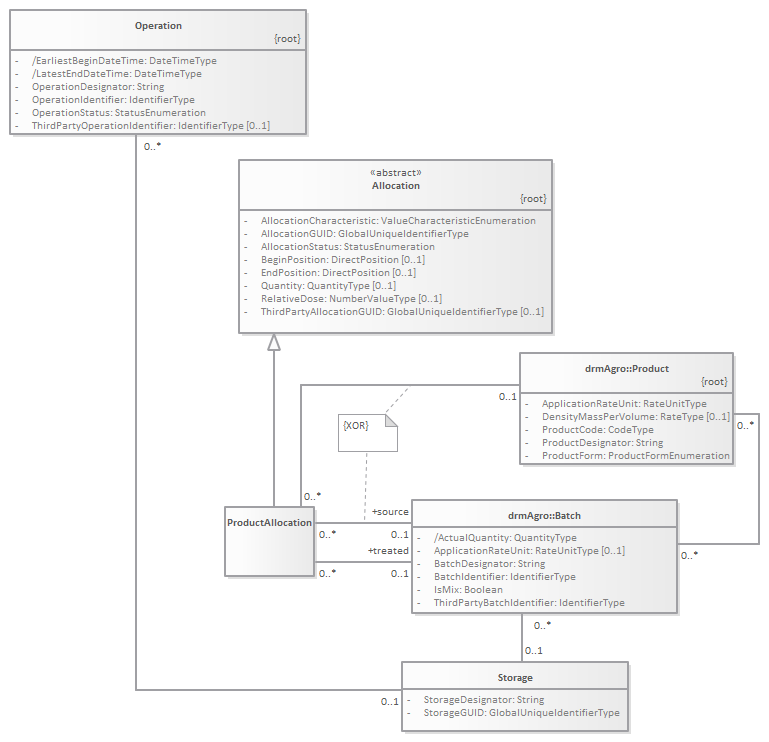 Operation
{root}
- /EarliestBeginDateTime: DateTimeType
- /LatestEndDateTime: DateTimeType
- OperationDesignator: String
- OperationIdentifier: IdentifierType
- OperationStatus: StatusEnumeration
- ThirdPartyOperationIdentifier: IdentifierType [0..1]
0..*
«abstract»
Allocation
{root}
- AllocationCharacteristic: ValueCharacteristicEnumeration
- AllocationGUID: GlobalUniqueIdentifierType
- AllocationStatus: StatusEnumeration
- BeginPosition: DirectPosition [0..1]
- EndPosition: DirectPosition [0..1]
- Quantity: QuantityType [0..1]
- RelativeDose: NumberValueType [0..1]
- ThirdPartyAllocationGUID: GlobalUniqueIdentifierType [0..1]
drmAgro::Product
{root}
- ApplicationRateUnit: RateUnitType
- DensityMassPerVolume: RateType [0..1]
- ProductCode: CodeType
- ProductDesignator: String
- ProductForm: ProductFormEnumeration
0..1
0..*
{XOR}
0..*
ProductAllocation
+source
0..*
0..1
+treated
0..*
0..1
drmAgro::Batch
- /ActualQuantity: QuantityType
- ApplicationRateUnit: RateUnitType [0..1]
- BatchDesignator: String
- BatchIdentifier: IdentifierType
- IsMix: Boolean
- ThirdPartyBatchIdentifier: IdentifierType
0..*
0..*
0..1
Storage
- StorageDesignator: String
- StorageGUID: GlobalUniqueIdentifierType
0..1